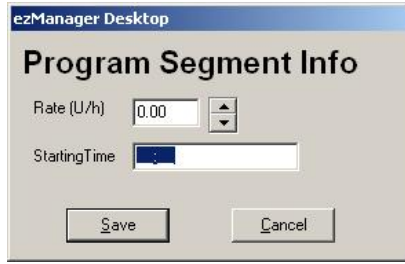 ezManager Desktop
Program Segment Info
Rate (U/h) 0.00
StartingTime :
Save Cancel